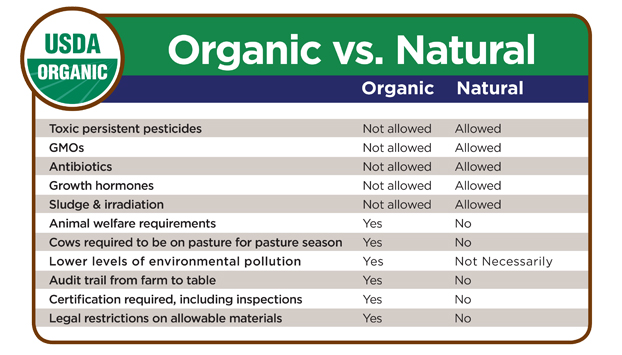 USDA
ORGANIC
Organic vs. Natural
Organic Natural
Toxic persistent pesticides Not allowed Allowed
GMOs Not allowed Allowed
Antibiotics Not allowed Allowed
Growth hormones Not allowed Allowed
Sludge & irradiation Not allowed Allowed
Animal welfare requirements Yes No
Cows required to be on pasture for pasture season Yes No
Lower levels of environmental pollution Yes Not Necessarily
Audit trail from farm to table Yes No
Certification required, including inspections Yes No
Legal restrictions on allowable materials Yes No